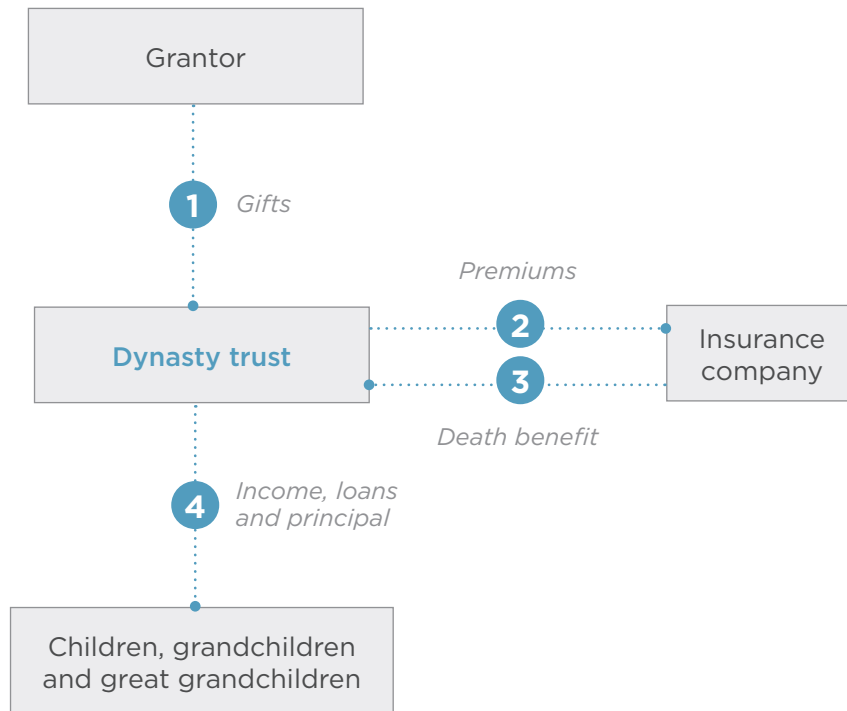 Grantor
1
Gifts
Premiums
2
Dynasty trust
Insurance
company
3
Death benefit
4
Income, loans
and principal
Children, grandchildren
and great grandchildren